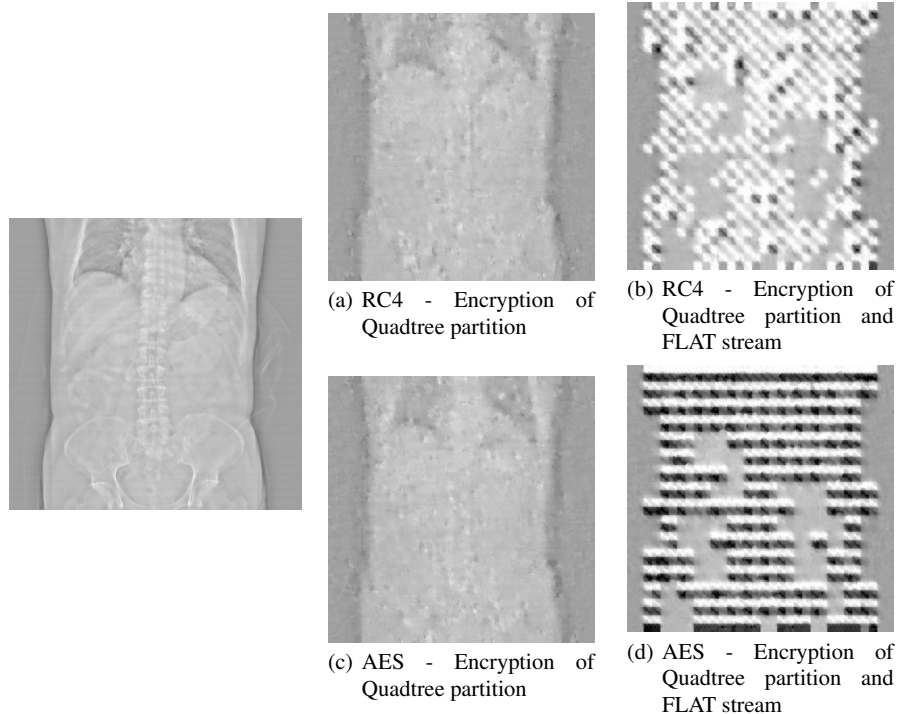 (a) RC4 - Encryption of
Quadtree partition
(b) RC4 - Encryption of
Quadtree partition and
FLAT stream
(c) AES - Encryption of
Quadtree partition
(d) AES - Encryption of
Quadtree partition and
FLAT stream